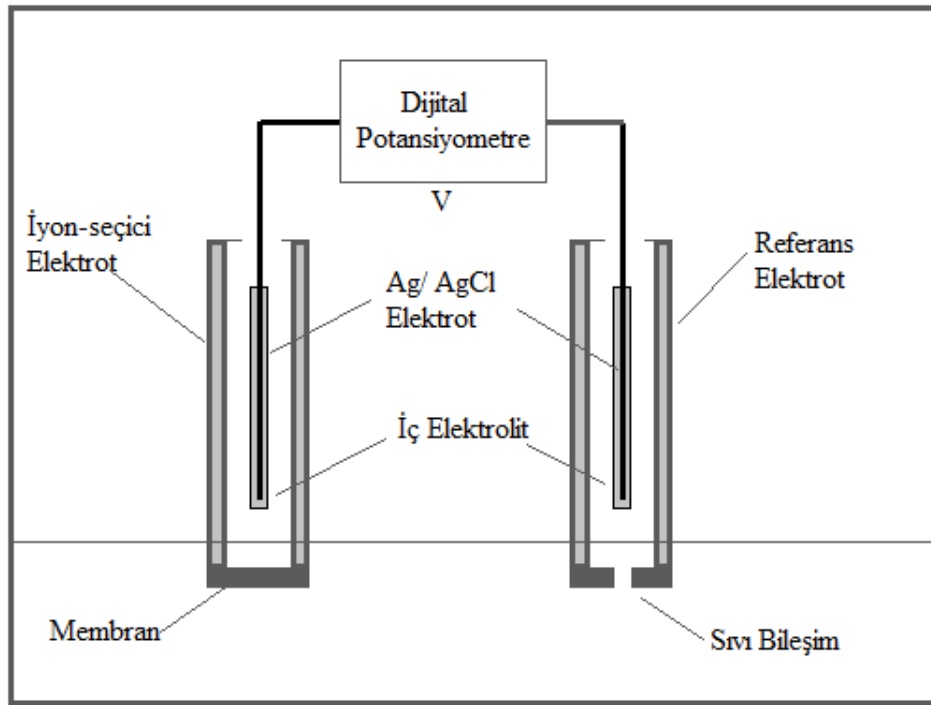 Dijital
Potansiyometre
V
İyon-seçici
Elektrot
Ag/ AgCl
Elektrot
Referans
Elektrot
İç Elektrolit
Membran
Sıvı Bileşim